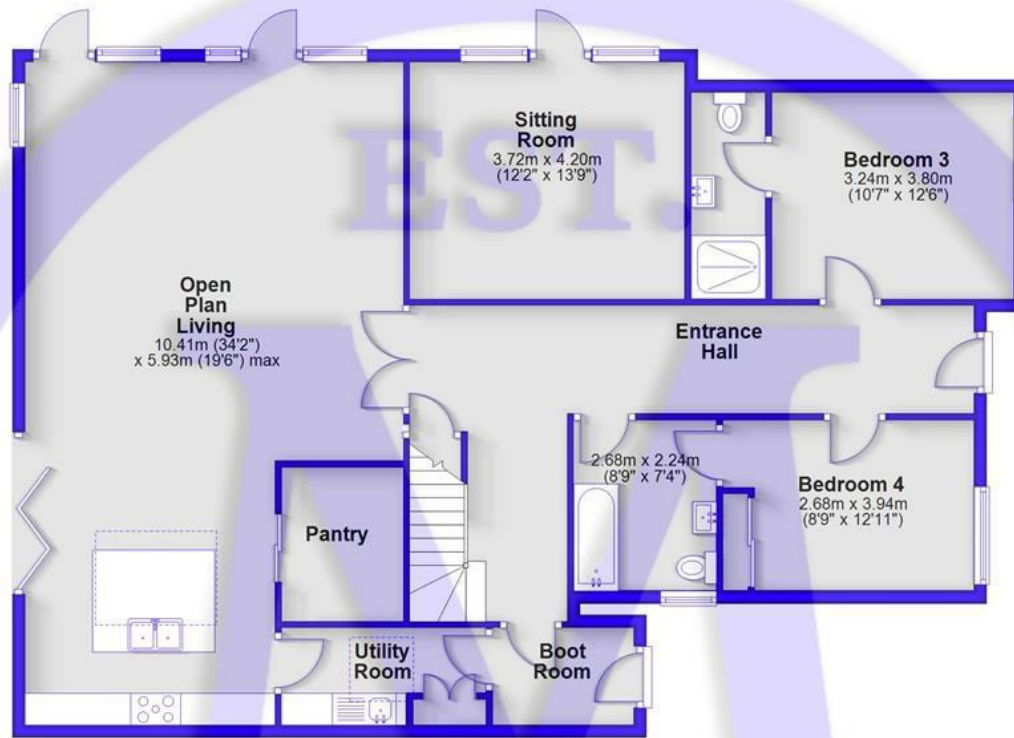 EST.
Sitting
Room
3.72m x 4.20m
(12'2" x 13'9")
Bedroom 3
3.24m x 3.80m
(10'7" x 12'6")
Open
Plan
Living
10.41m (34'2")
x 5.93m (19'6") max
Entrance
Hall
2.68m x 2.24m
(8'9" x 7'4")
Bedroom 4
2.68m x 3.94m
(8'9" x 12'11")
Pantry
Utility
Room
Boot
Room